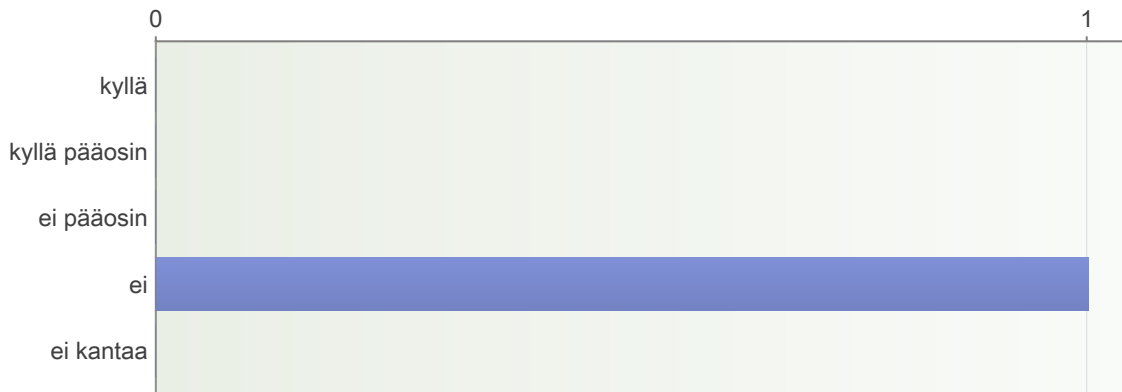 0 1
kyllä
kyllä pääosin
ei pääosin
ei
ei kantaa